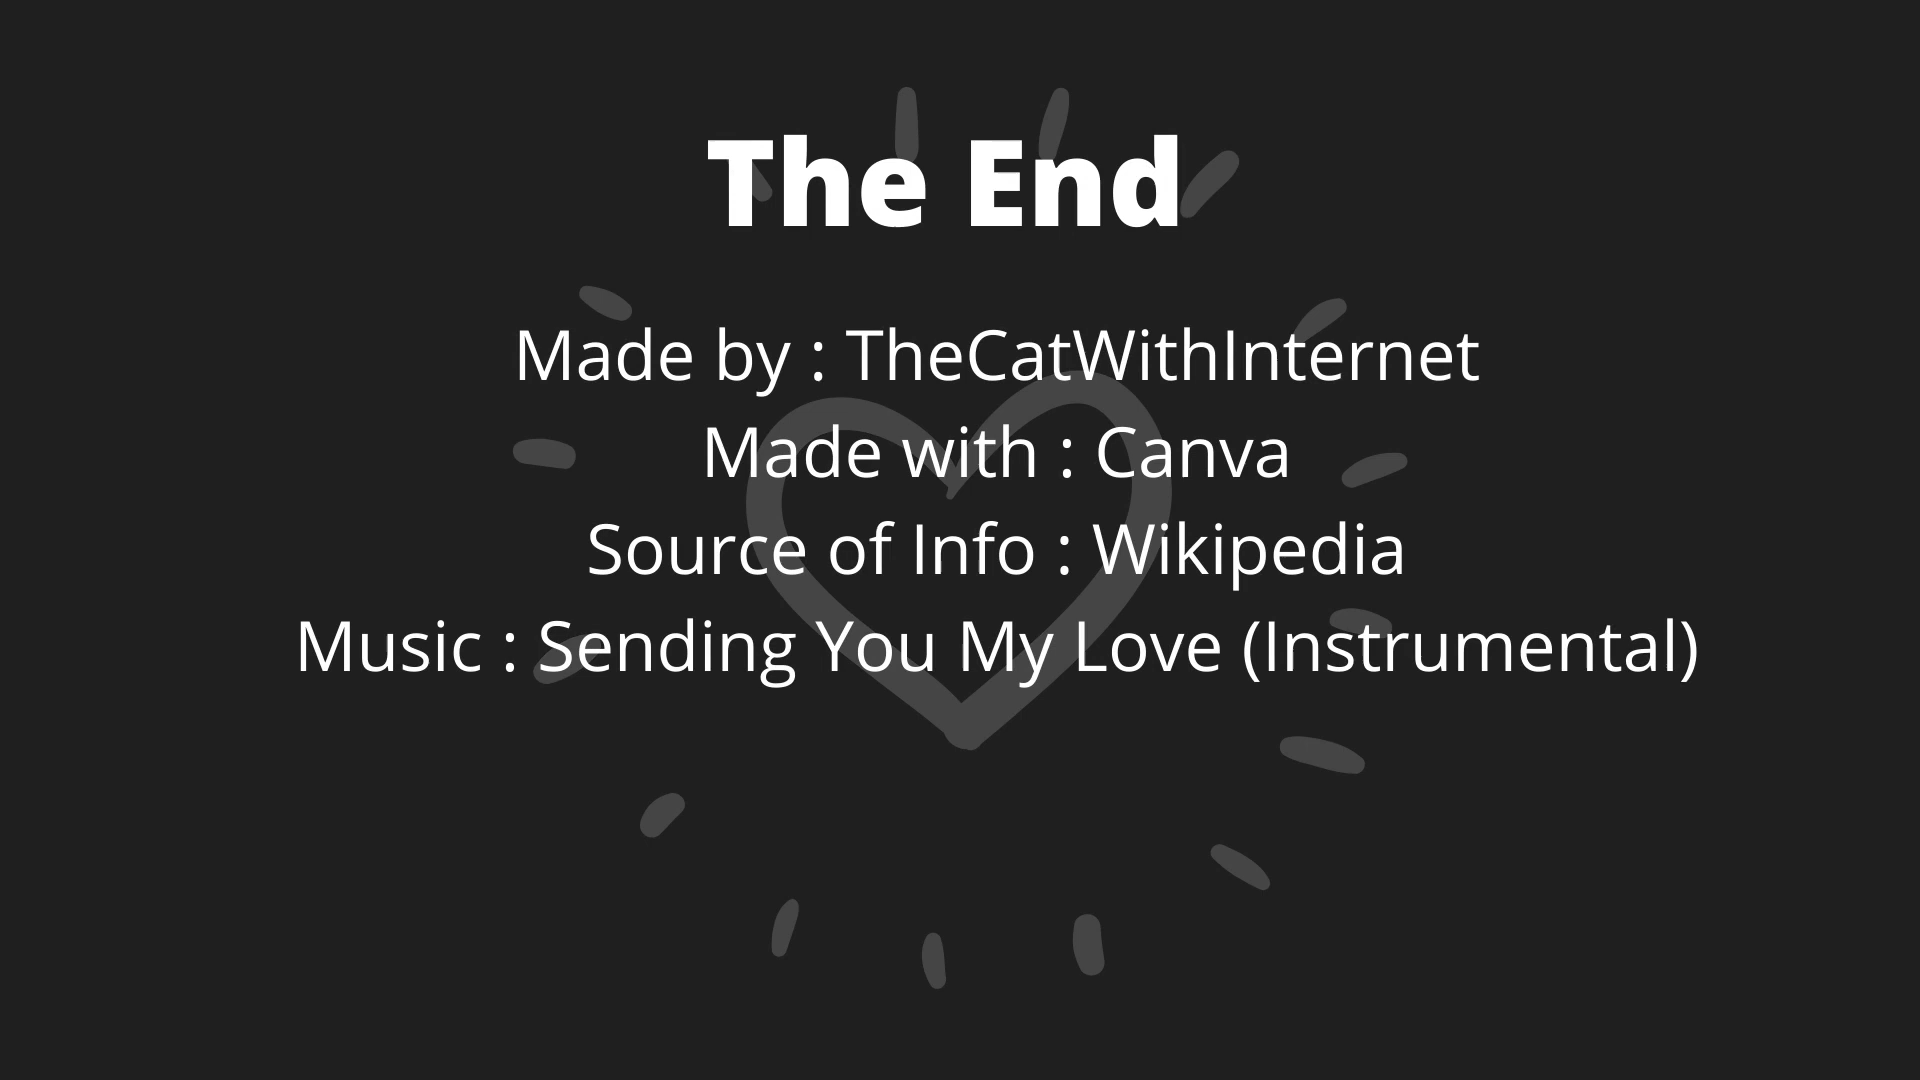 The End
Made by : TheCatWithInternet
Made with : Canva
Source of Info : Wikipedia
Music : Sending You My Love (Instrumental)